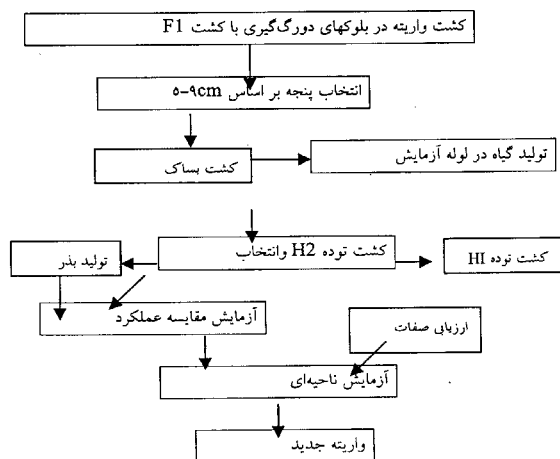 کشت واریته در بلوکهای دورگ‌گیری با کشت F1
انتخاب پنجه بر اساس ۵-۹cm
کشت بساک
تولید گیاه در لوله آزمایش
تولید بذر
کشت توده H2 وانتخاب
کشت توده HI
آزمایش مقایسه عملکرد
ارزیابی صفات
آزمایش ناحیه‌ای
واریته جدید